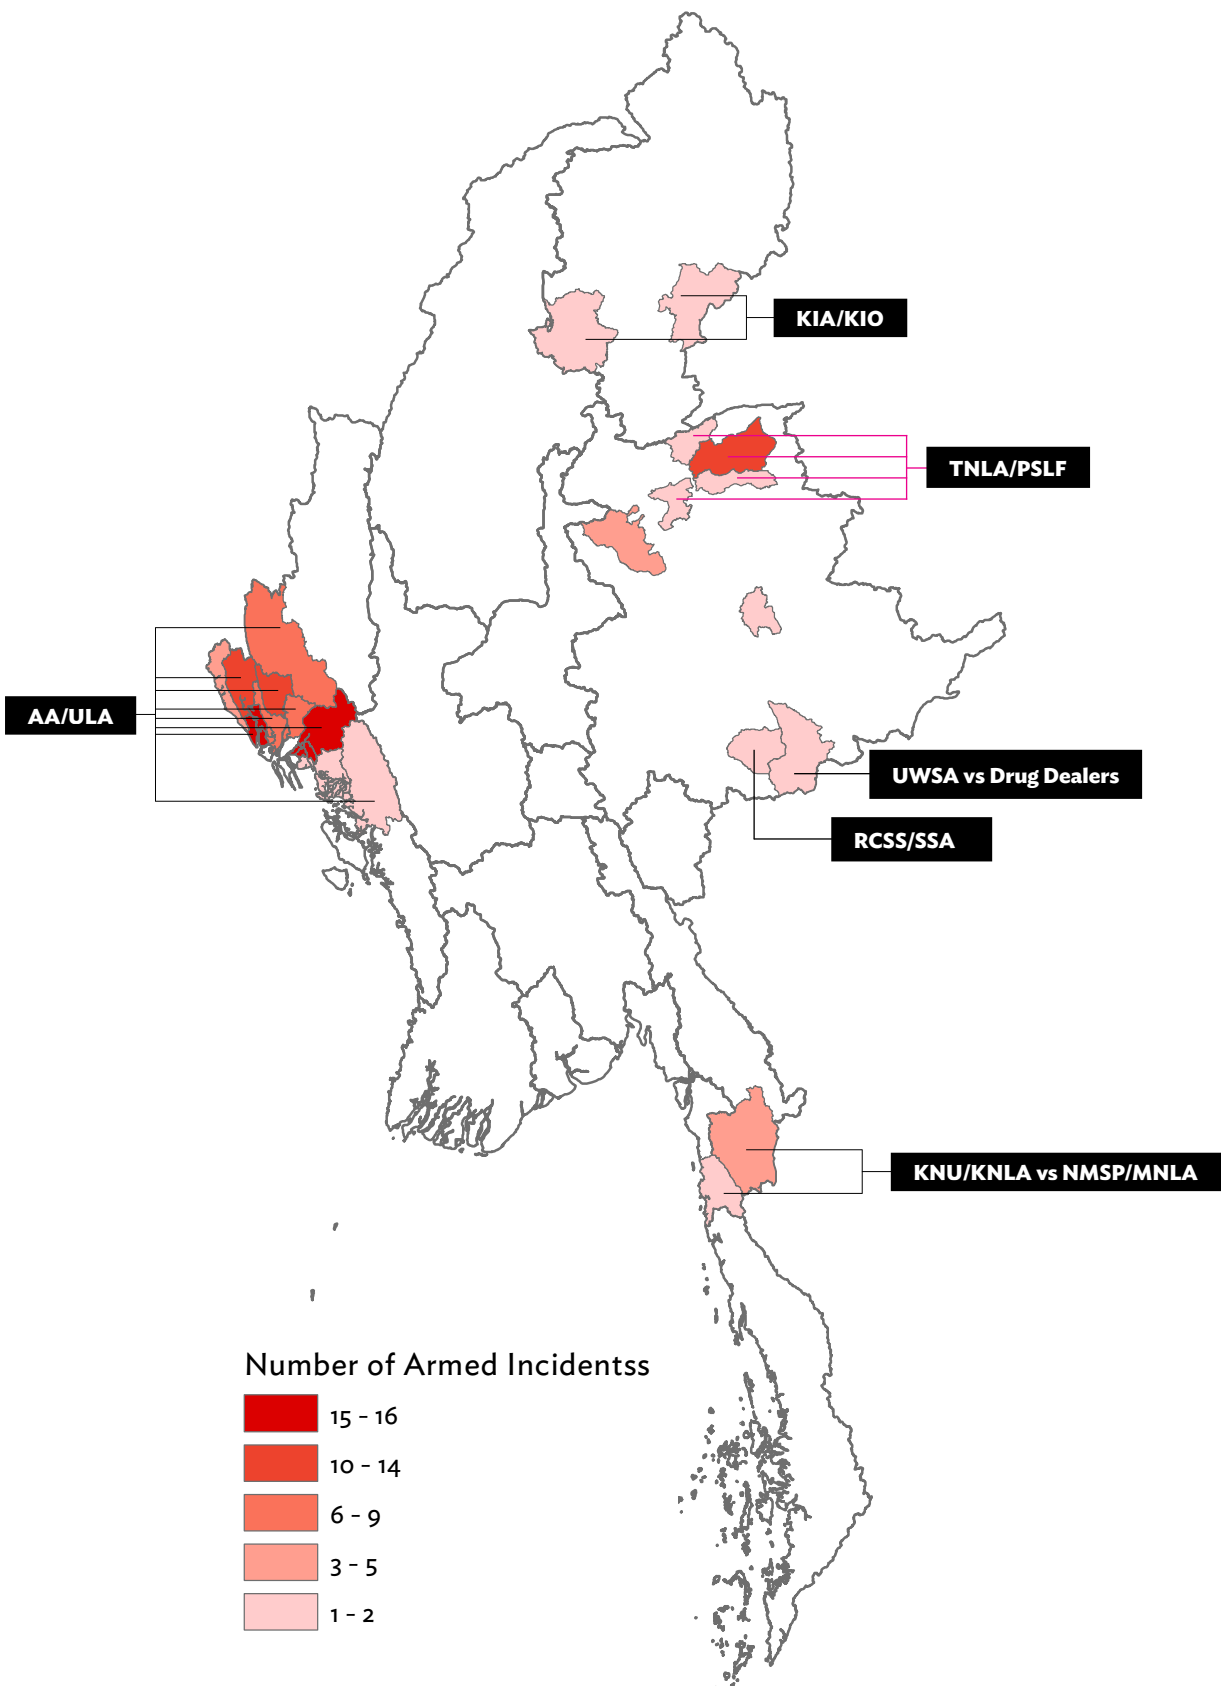 KIA/KIO
TNLA/PSLF
AA/ULA
UWSA vs Drug Dealers
RCSS/SSA
KNU/KNLA vs NMSP/MNLA
Number of Armed Incidentss
15 - 16
10 - 14
6 - 9
3 - 5
1 - 2